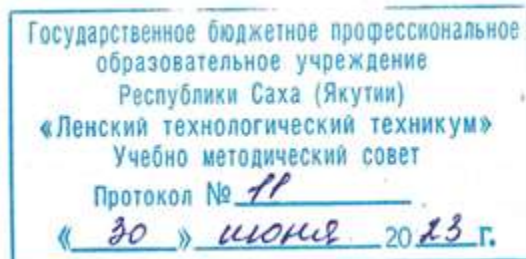 Государственное бюджетное профессиональное
образовательное учреждение
Республики Саха (Якутии)
«Ленский технологический техникум»
Учебно методический совет
Протокол № 11
« 30 » июня 2023 г.